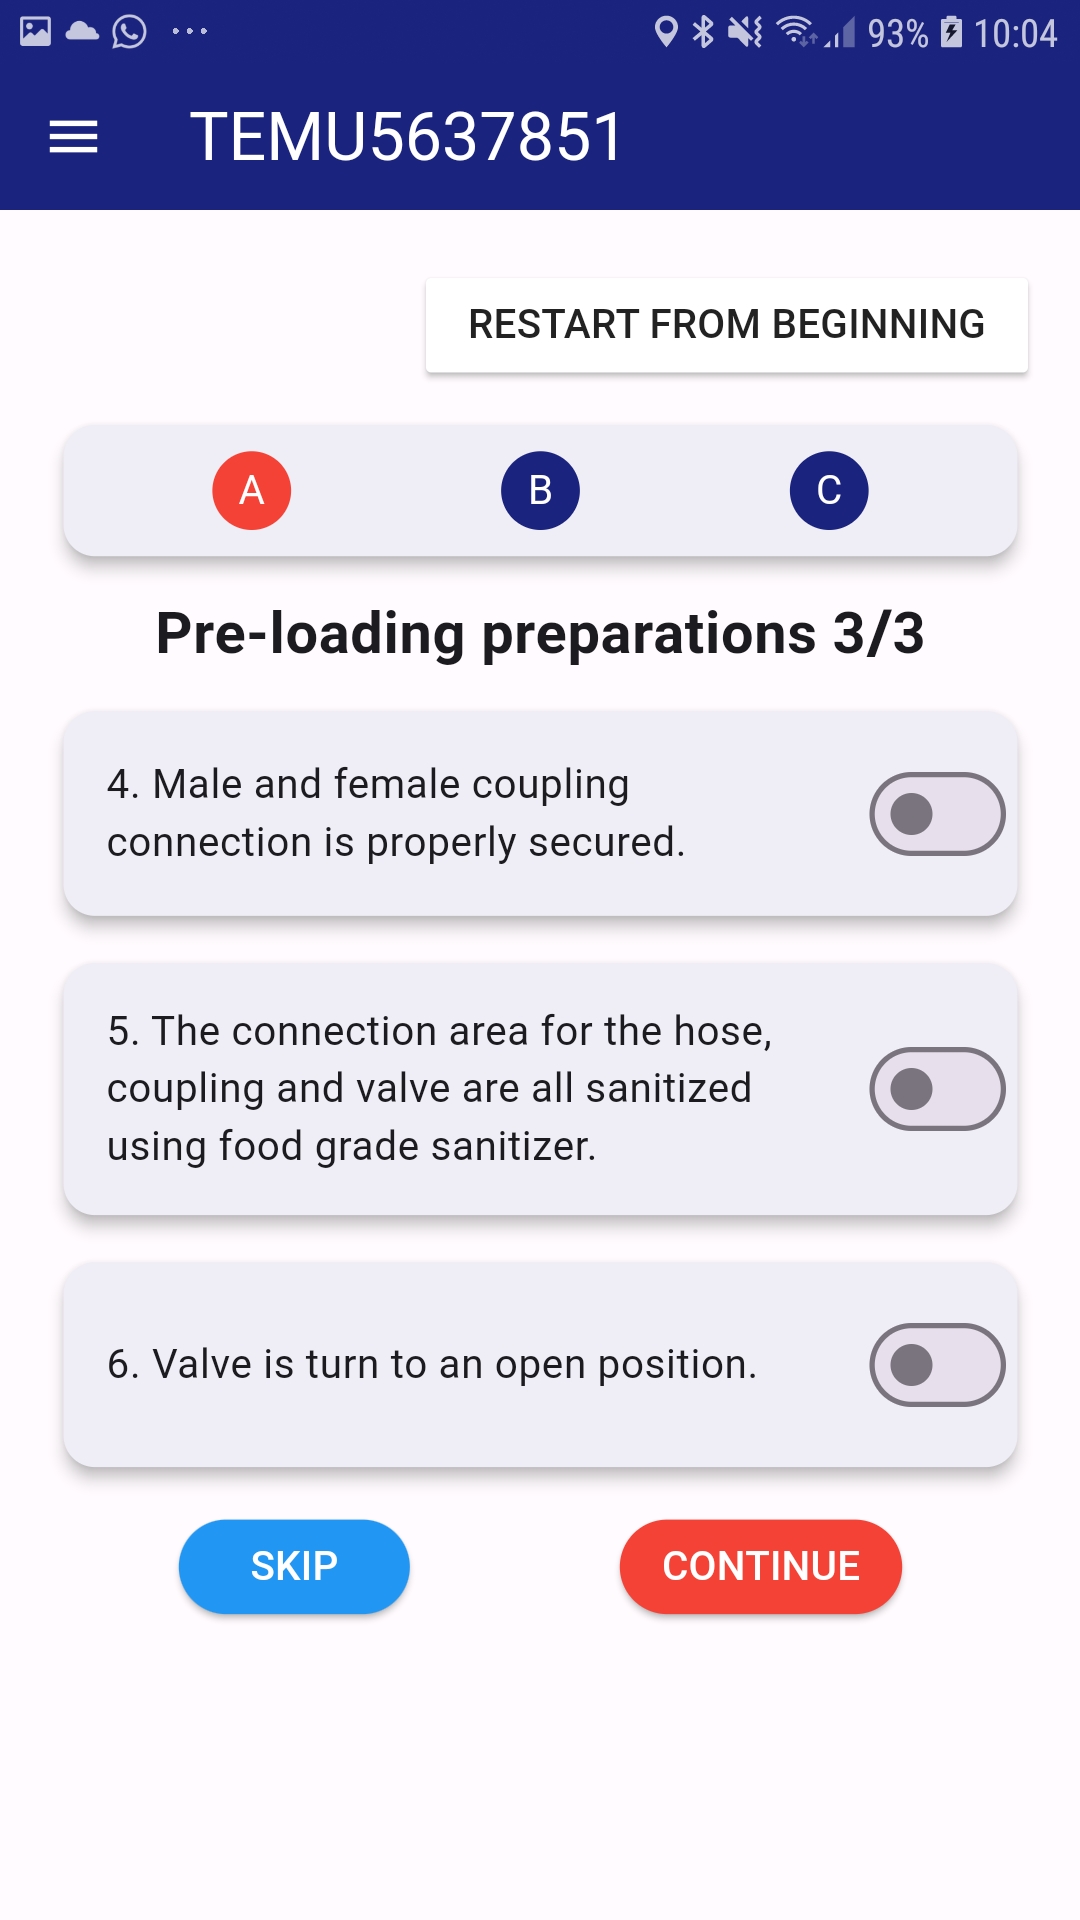 93% 10:04
TEMU5637851
RESTART FROM BEGINNING
A B C
Pre-loading preparations 3/3
4. Male and female coupling
connection is properly secured.
5. The connection area for the hose,
coupling and valve are all sanitized
using food grade sanitizer.
6. Valve is turn to an open position.
SKIP CONTINUE